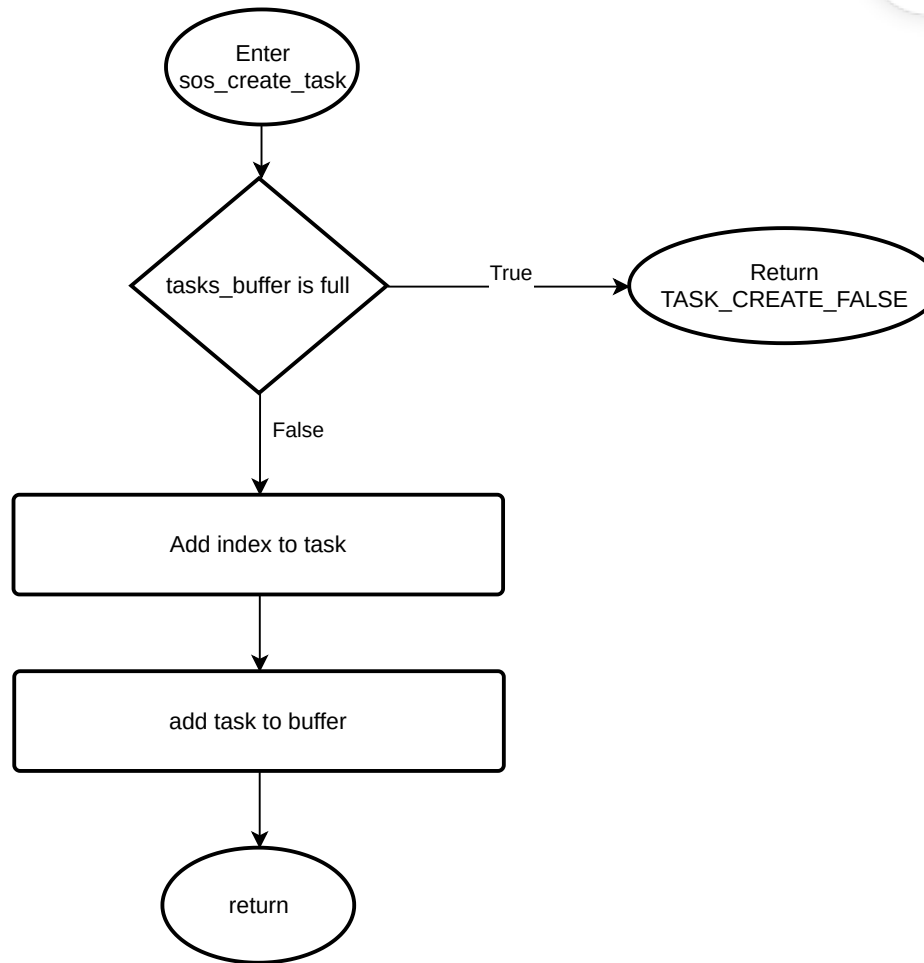 Enter
sos_create_task
tasks_buffer is full
True
Return
TASK_CREATE_FALSE
False
Add index to task
add task to buffer
return